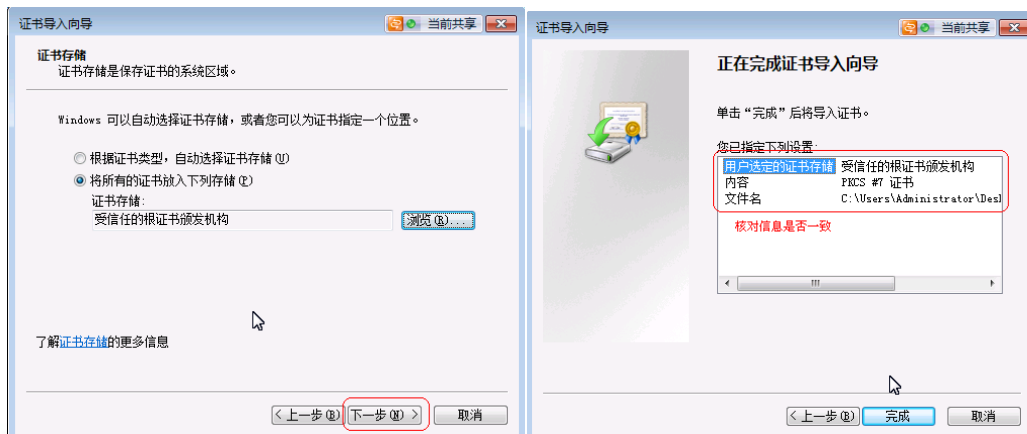 证书导入向导
当前共享
证书存储
证书存储是保存证书的系统区域。
Windows 可以自动选择证书存储，或者您可以为证书指定一个位置。
根据证书类型，自动选择证书存储(U)
将所有的证书放入下列存储(P)
证书存储:
受信任的根证书颁发机构
浏览(R)...
了解证书存储的更多信息
< 上一步(B)
下一步(N) >
取消
证书导入向导
当前共享
正在完成证书导入向导
单击“完成”后将导入证书。
您已指定下列设置:
用户选定的证书存储 受信任的根证书颁发机构
内容 PKCS #7 证书
文件名 C:\Users\Administrator\Des
核对信息是否一致
< 上一步(B)
完成
取消